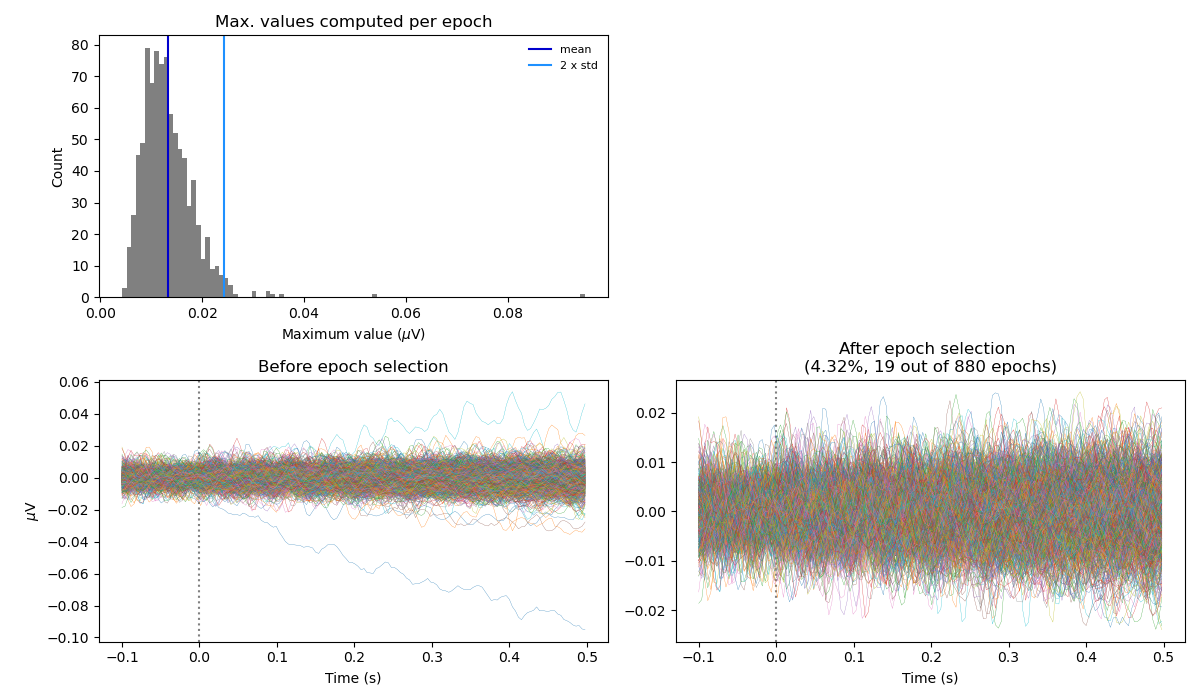 Max. values computed per epoch
80
70
60
50
40
30
20
10
0
Count
mean
2 x std
0.00 0.02 0.04 0.06 0.08
Maximum value (μV)
Before epoch selection
0.06
0.04
0.02
0.00
−0.02
−0.04
−0.06
−0.08
−0.10
μV
−0.1 0.0 0.1 0.2 0.3 0.4 0.5
Time (s)
After epoch selection
(4.32%, 19 out of 880 epochs)
0.02
0.01
0.00
−0.01
−0.02
−0.1 0.0 0.1 0.2 0.3 0.4 0.5
Time (s)